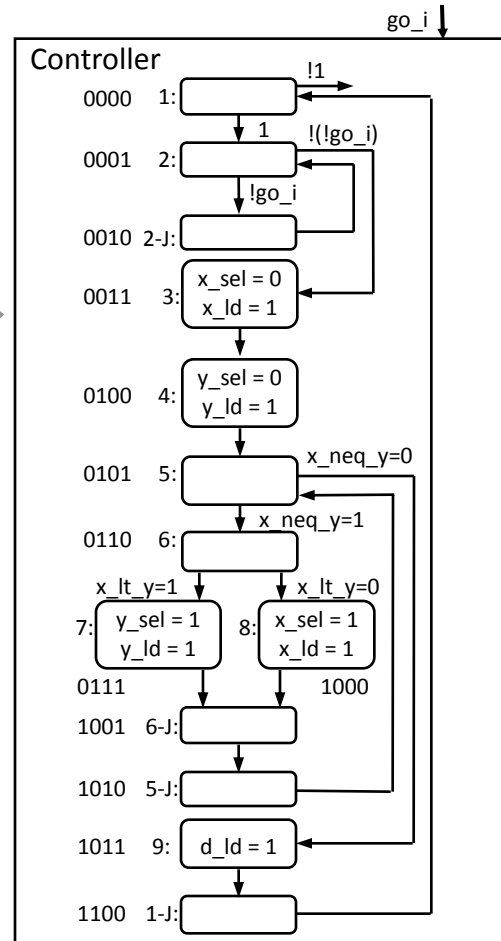 go_i
Controller
!1
0000 1:
1
!(!go_i)
0001 2:
!go_i
0010 2-J:
x_sel = 0
0011 3:
x_ld = 1
y_sel = 0
0100 4:
y_ld = 1
x_neq_y=0
0101 5:
x_neq_y=1
0110 6:
x_lt_y=1 x_lt_y=0
7: y_sel = 1 8: x_sel = 1
y_ld = 1 x_ld = 1
0111 1000
1001 6-J:
1010 5-J:
1011 9: d_ld = 1
1100 1-J: